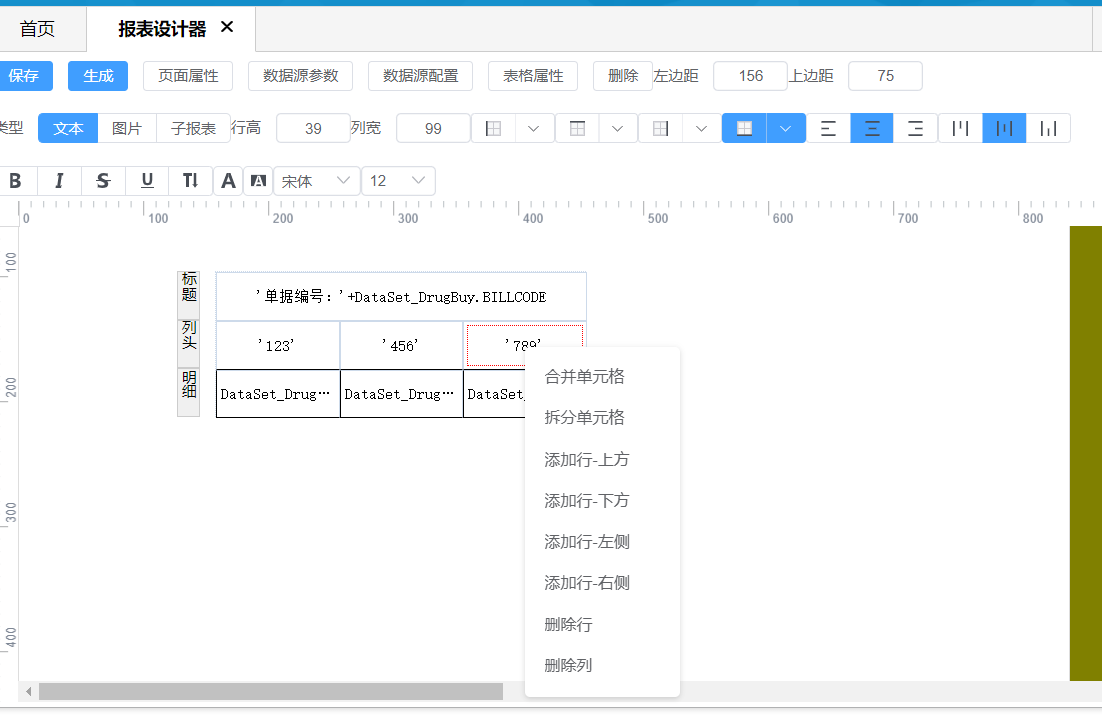 首页 报表设计器 ✕
保存 生成 页面属性 数据源参数 数据源配置 表格属性 删除 左边距 156 上边距 75
类型 文本 图片 子报表 行高 39 列宽 99
B I S U T A A 宋体 12
0 100 200 300 400 500 600 700 800
100
200
300
400
标题 '单据编号：'+DataSet_DrugBuy.BILLCODE
列头 '123' '456' '789'
明细 DataSet_Drug… DataSet_Drug… DataSet_
合并单元格
拆分单元格
添加行-上方
添加行-下方
添加行-左侧
添加行-右侧
删除行
删除列